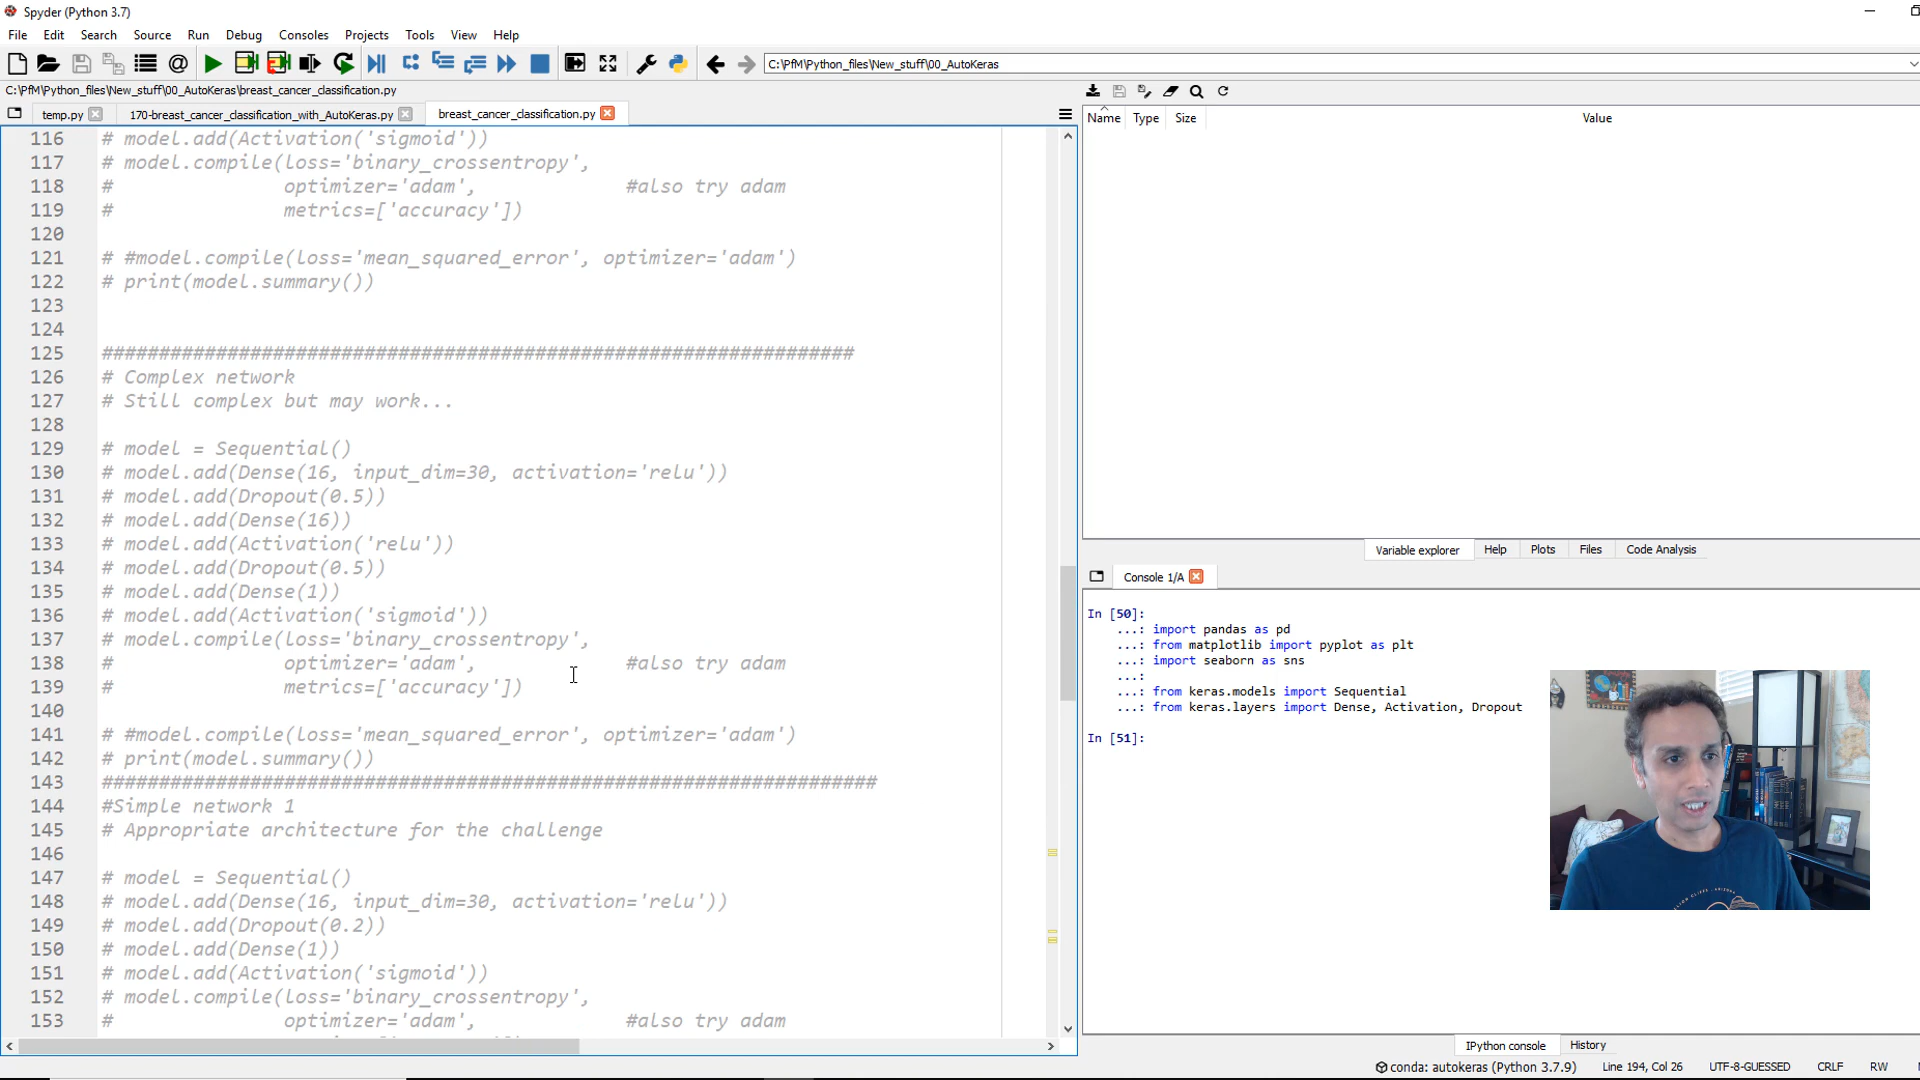 Spyder (Python 3.7)
File Edit Search Source Run Debug Consoles Projects Tools View Help
C:\PfM\Python_files\New_stuff\00_AutoKeras
C:\PfM\Python_files\New_stuff\00_AutoKeras\breast_cancer_classification.py
temp.py 170-breast_cancer_classification_with_AutoKeras.py breast_cancer_classification.py
116 # model.add(Activation('sigmoid'))
117 # model.compile(loss='binary_crossentropy',
118 # optimizer='adam', #also try adam
119 # metrics=['accuracy'])
120
121 # #model.compile(loss='mean_squared_error', optimizer='adam')
122 # print(model.summary())
123
124
125 ##################################################################
126 # Complex network
127 # Still complex but may work...
128
129 # model = Sequential()
130 # model.add(Dense(16, input_dim=30, activation='relu'))
131 # model.add(Dropout(0.5))
132 # model.add(Dense(16))
133 # model.add(Activation('relu'))
134 # model.add(Dropout(0.5))
135 # model.add(Dense(1))
136 # model.add(Activation('sigmoid'))
137 # model.compile(loss='binary_crossentropy',
138 # optimizer='adam', #also try adam
139 # metrics=['accuracy'])
140
141 # #model.compile(loss='mean_squared_error', optimizer='adam')
142 # print(model.summary())
143 ####################################################################
144 #Simple network 1
145 # Appropriate architecture for the challenge
146
147 # model = Sequential()
148 # model.add(Dense(16, input_dim=30, activation='relu'))
149 # model.add(Dropout(0.2))
150 # model.add(Dense(1))
151 # model.add(Activation('sigmoid'))
152 # model.compile(loss='binary_crossentropy',
153 # optimizer='adam', #also try adam
Name Type Size Value
Variable explorer Help Plots Files Code Analysis
Console 1/A
In [50]:
...: import pandas as pd
...: from matplotlib import pyplot as plt
...: import seaborn as sns
...:
...: from keras.models import Sequential
...: from keras.layers import Dense, Activation, Dropout
In [51]:
IPython console History
conda: autokeras (Python 3.7.9) Line 194, Col 26 UTF-8-GUESSED CRLF RW